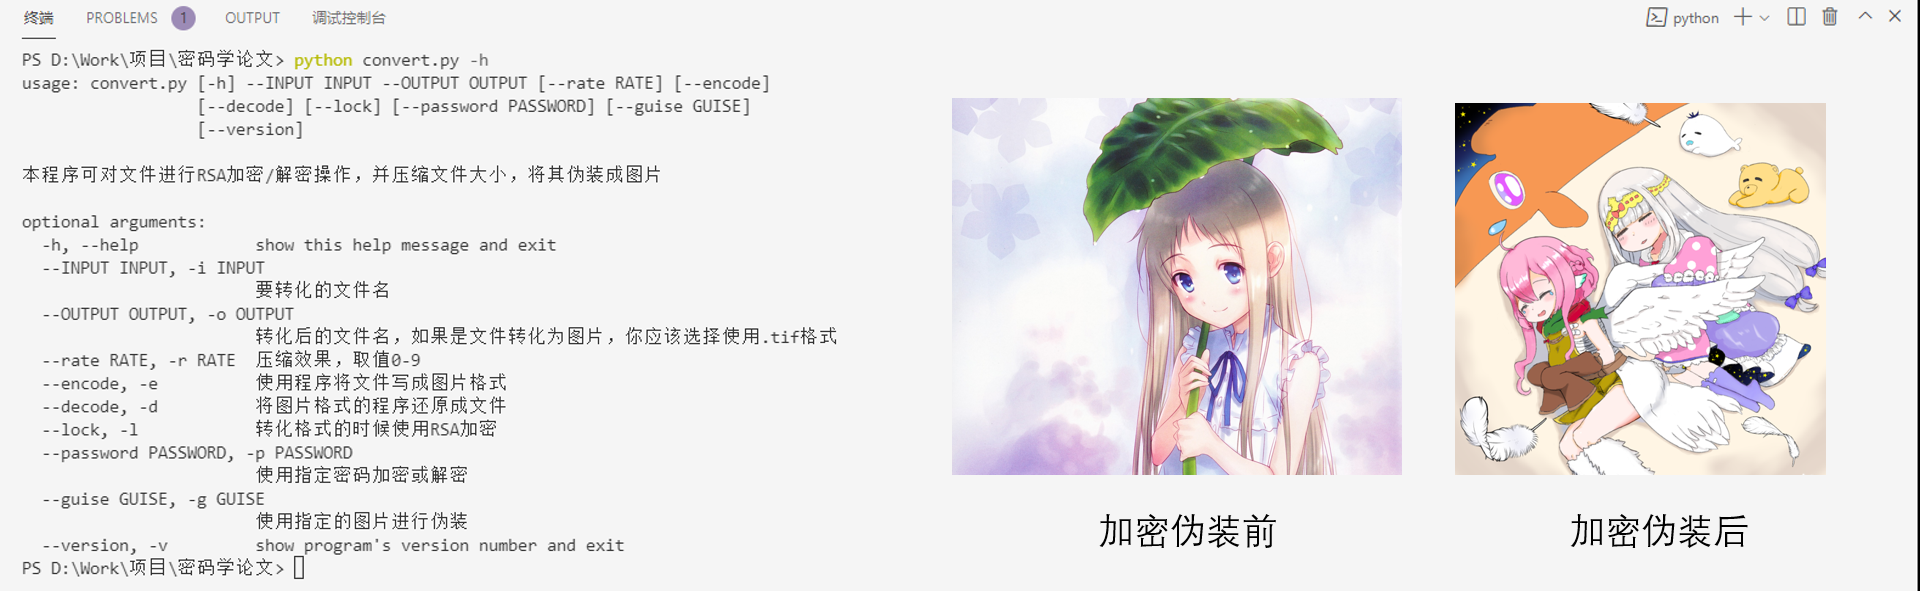 终端 PROBLEMS 1 OUTPUT 调试控制台 python
PS D:\Work\项目\密码学论文> python convert.py -h
usage: convert.py [-h] --INPUT INPUT --OUTPUT OUTPUT [--rate RATE] [--encode]
[--decode] [--lock] [--password PASSWORD] [--guise GUISE]
[--version]
本程序可对文件进行RSA加密/解密操作，并压缩文件大小，将其伪装成图片
optional arguments:
-h, --help show this help message and exit
--INPUT INPUT, -i INPUT
要转化的文件名
--OUTPUT OUTPUT, -o OUTPUT
转化后的文件名，如果是文件转化为图片，你应该选择使用.tif格式
--rate RATE, -r RATE 压缩效果，取值0-9
--encode, -e 使用程序将文件写成图片格式
--decode, -d 将图片格式的程序还原成文件
--lock, -l 转化格式的时候使用RSA加密
--password PASSWORD, -p PASSWORD
使用指定密码加密或解密
--guise GUISE, -g GUISE
使用指定的图片进行伪装
--version, -v show program's version number and exit
PS D:\Work\项目\密码学论文>
加密伪装前
加密伪装后